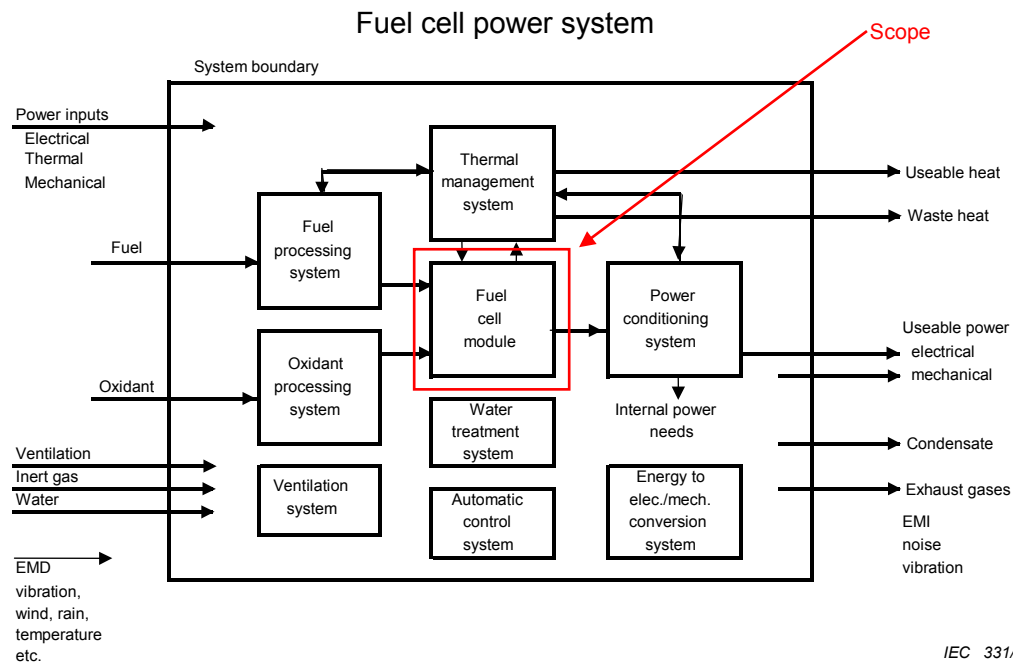 Fuel cell power system
Scope
System boundary
Power inputs
Electrical
Thermal
Mechanical
Thermal
management
system
Useable heat
Waste heat
Fuel
Fuel
processing
system
Fuel
cell
module
Power
conditioning
system
Useable power
electrical
mechanical
Oxidant
Oxidant
processing
system
Internal power
needs
Water
treatment
system
Condensate
Ventilation
Inert gas
Water
Ventilation
system
Automatic
control
system
Energy to
elec./mech.
conversion
system
Exhaust gases
EMI
noise
vibration
EMD
vibration,
wind, rain,
temperature
etc.
IEC 331/